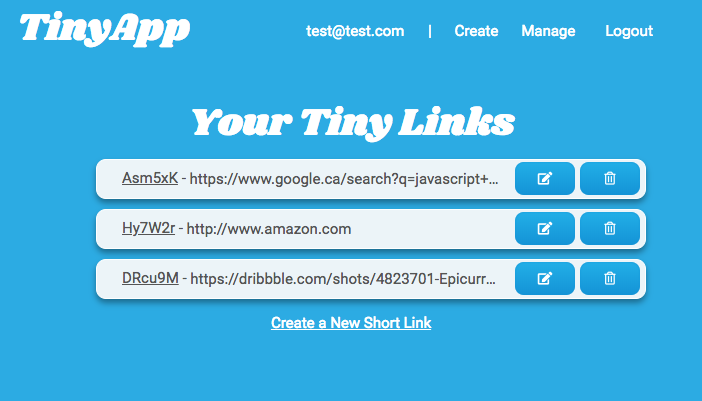 TinyApp
test@test.com | Create Manage Logout
Your Tiny Links
Asm5xK - https://www.google.ca/search?q=javascript+...
Hy7W2r - http://www.amazon.com
DRcu9M - https://dribbble.com/shots/4823701-Epicurr...
Create a New Short Link